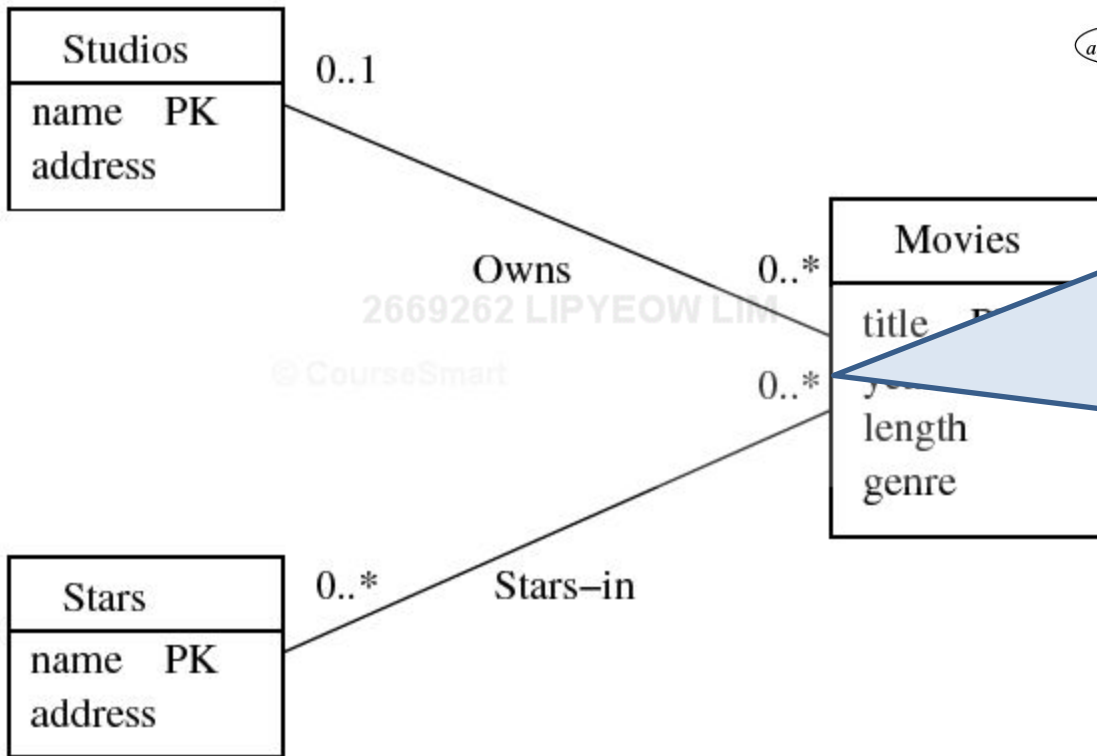 Studios
name PK
address
0..1
Owns
0..*
Movies
title
length
genre
0..*
Stars
name PK
address
0..*
Stars–in
2669262 LIPYEOW LIM
© CourseSmart
a